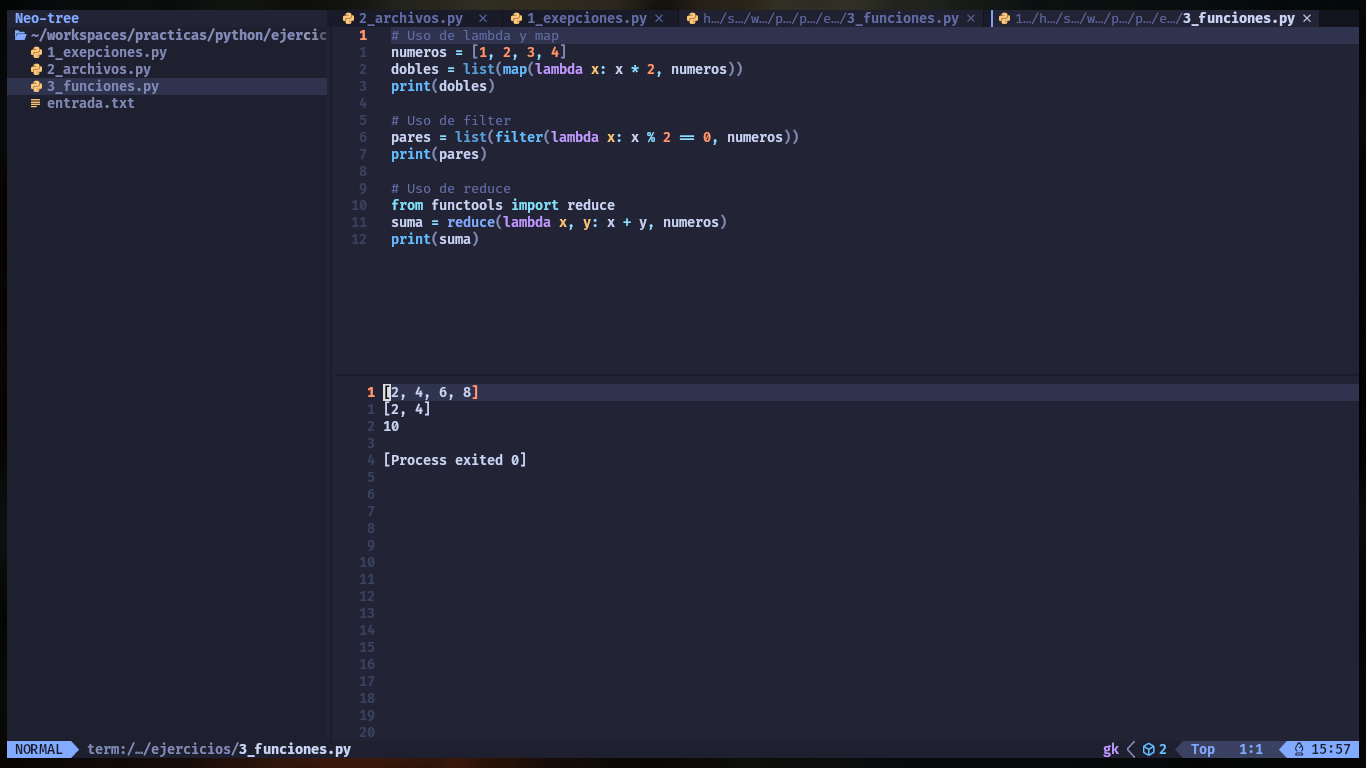 Neo-tree
~/workspaces/practicas/python/ejercic
1_exepciones.py
2_archivos.py
3_funciones.py
entrada.txt
2_archivos.py × 1_exepciones.py × h…/s…/w…/p…/p…/e…/3_funciones.py × 1…/h…/s…/w…/p…/p…/e…/3_funciones.py ×
1 # Uso de lambda y map
1 numeros = [1, 2, 3, 4]
2 dobles = list(map(lambda x: x * 2, numeros))
3 print(dobles)
4
5 # Uso de filter
6 pares = list(filter(lambda x: x % 2 == 0, numeros))
7 print(pares)
8
9 # Uso de reduce
10 from functools import reduce
11 suma = reduce(lambda x, y: x + y, numeros)
12 print(suma)
1 [2, 4, 6, 8]
1 [2, 4]
2 10
3
4 [Process exited 0]
5
6
7
8
9
10
11
12
13
14
15
16
17
18
19
20
NORMAL term:/…/ejercicios/3_funciones.py gk 2 Top 1:1 15:57